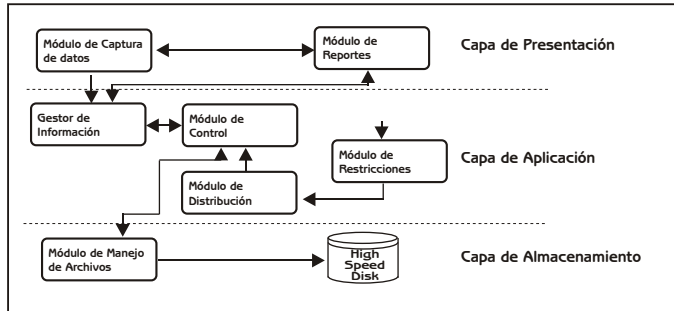 Módulo de Captura
de datos
Módulo de
Reportes
Capa de Presentación
Gestor de
Información
Módulo de
Control
Módulo de
Restricciones
Capa de Aplicación
Módulo de
Distribución
Módulo de Manejo
de Archivos
High
Speed
Disk
Capa de Almacenamiento